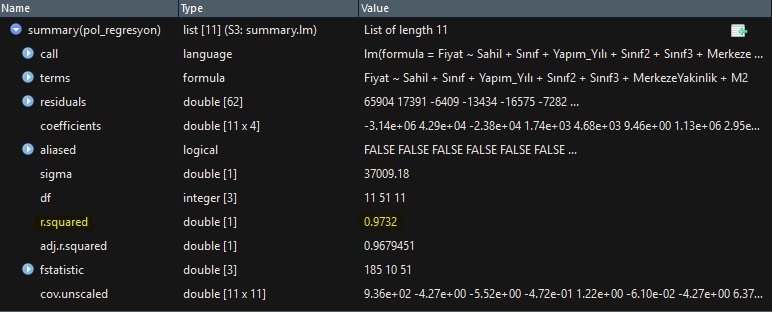 Name Type Value
summary(pol_regresyon) list [11] (S3: summary.lm) List of length 11
call language lm(formula = Fiyat ~ Sahil + Sınıf + Yapım_Yılı + Sınıf2 + Sınıf3 + Merkeze ...
terms formula Fiyat ~ Sahil + Sınıf + Yapım_Yılı + Sınıf2 + Sınıf3 + MerkezeYakinlik + M2
residuals double [62] 65904 17391 -6409 -13434 -16575 -7282 ...
coefficients double [11 x 4] -3.14e+06 4.29e+04 -2.38e+04 1.74e+03 4.68e+03 9.46e+00 1.13e+06 2.95e...
aliased logical FALSE FALSE FALSE FALSE FALSE FALSE ...
sigma double [1] 37009.18
df integer [3] 11 51 11
r.squared double [1] 0.9732
adj.r.squared double [1] 0.9679451
fstatistic double [3] 185 10 51
cov.unscaled double [11 x 11] 9.36e+02 -4.27e+00 -5.52e+00 -4.72e-01 1.22e+00 -6.10e-02 -4.27e+00 6.37...